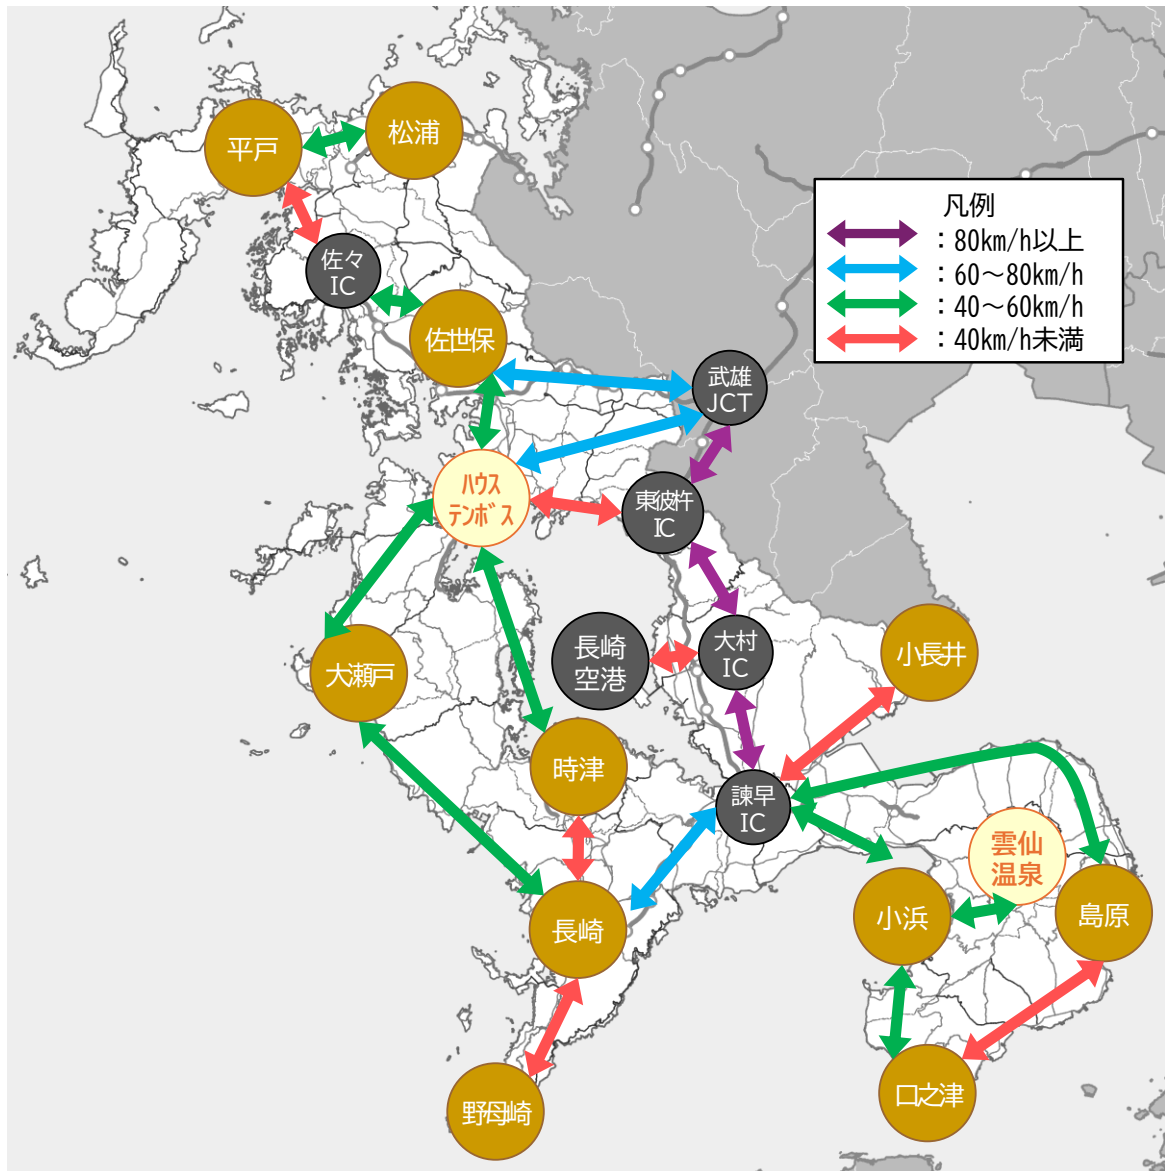 松浦
平戸
凡例
：80km/h以上
：60～80km/h
：40～60km/h
：40km/h未満
佐々
IC
佐世保
武雄
JCT
ﾊｳｽ
ﾃﾝﾎﾞｽ
東彼杵
IC
長崎
空港
大村
IC
小長井
大瀬戸
時津
諫早
IC
雲仙
温泉
長崎
小浜
島原
野母崎
口之津